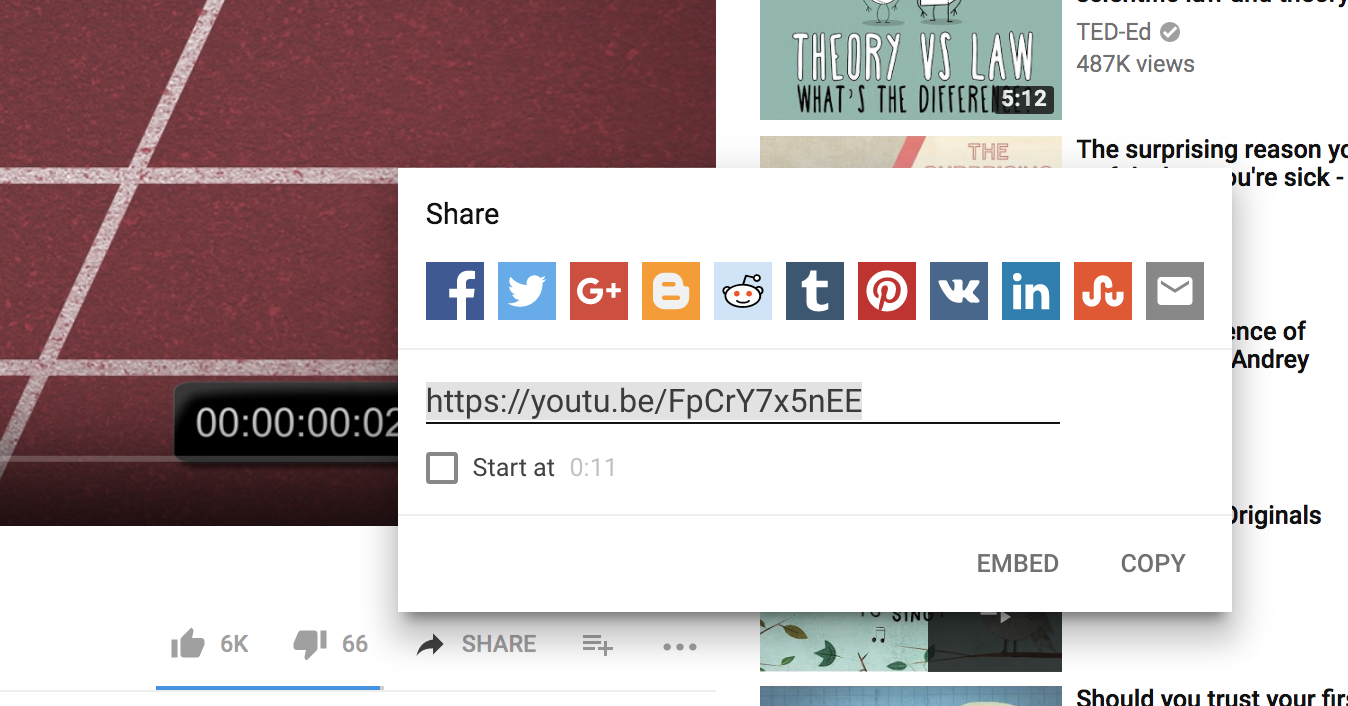 scientific law and theory
TED-Ed
487K views
THEORY VS LAW
WHAT'S THE DIFFERENCE?
5:12
THE
SURPRISING
The surprising reason yo
you're sick -
Share
G+
https://youtu.be/FpCrY7x5nEE
Start at 0:11
00:00:00:02
ence of
Andrey
Originals
EMBED
COPY
TO SING?
6K
66
SHARE
Should you trust your firs